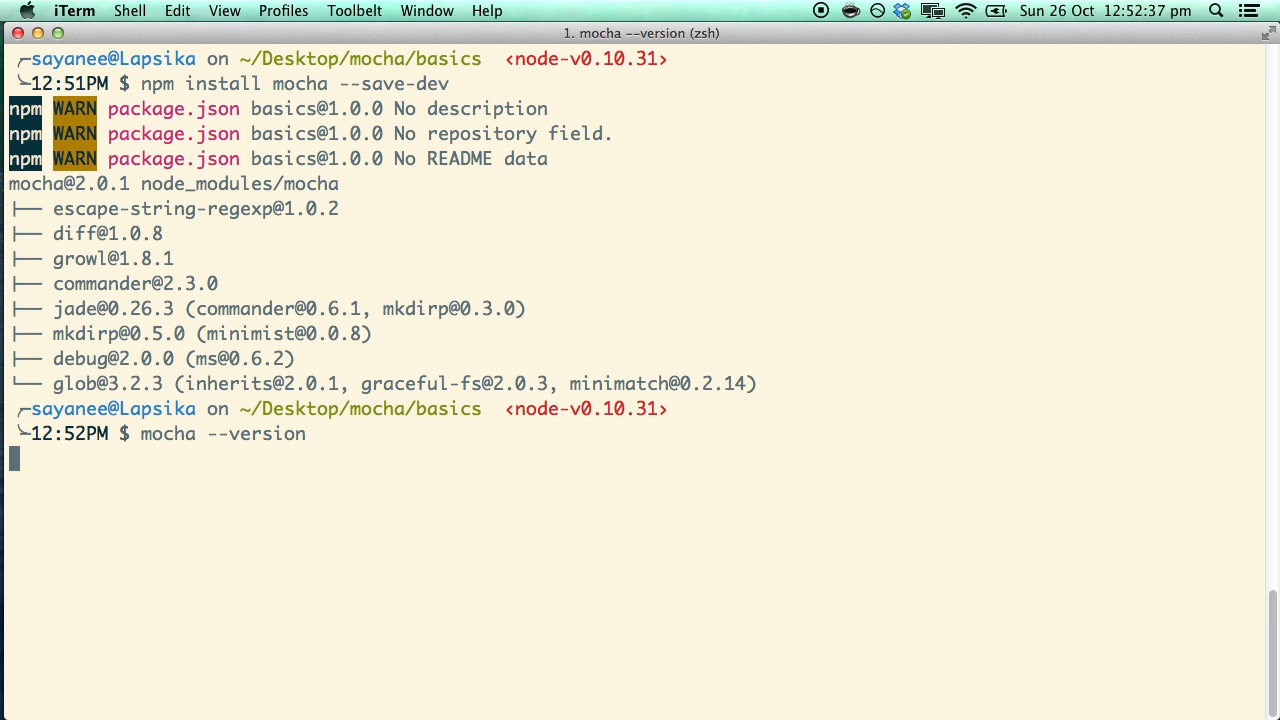 iTerm Shell Edit View Profiles Toolbelt Window Help Sun 26 Oct 12:52:37 pm
1. mocha --version (zsh)
╭─sayanee@Lapsika on ~/Desktop/mocha/basics ‹node-v0.10.31›
╰─12:51PM $ npm install mocha --save-dev
npm WARN package.json basics@1.0.0 No description
npm WARN package.json basics@1.0.0 No repository field.
npm WARN package.json basics@1.0.0 No README data
mocha@2.0.1 node_modules/mocha
├── escape-string-regexp@1.0.2
├── diff@1.0.8
├── growl@1.8.1
├── commander@2.3.0
├── jade@0.26.3 (commander@0.6.1, mkdirp@0.3.0)
├── mkdirp@0.5.0 (minimist@0.0.8)
├── debug@2.0.0 (ms@0.6.2)
└── glob@3.2.3 (inherits@2.0.1, graceful-fs@2.0.3, minimatch@0.2.14)
╭─sayanee@Lapsika on ~/Desktop/mocha/basics ‹node-v0.10.31›
╰─12:52PM $ mocha --version